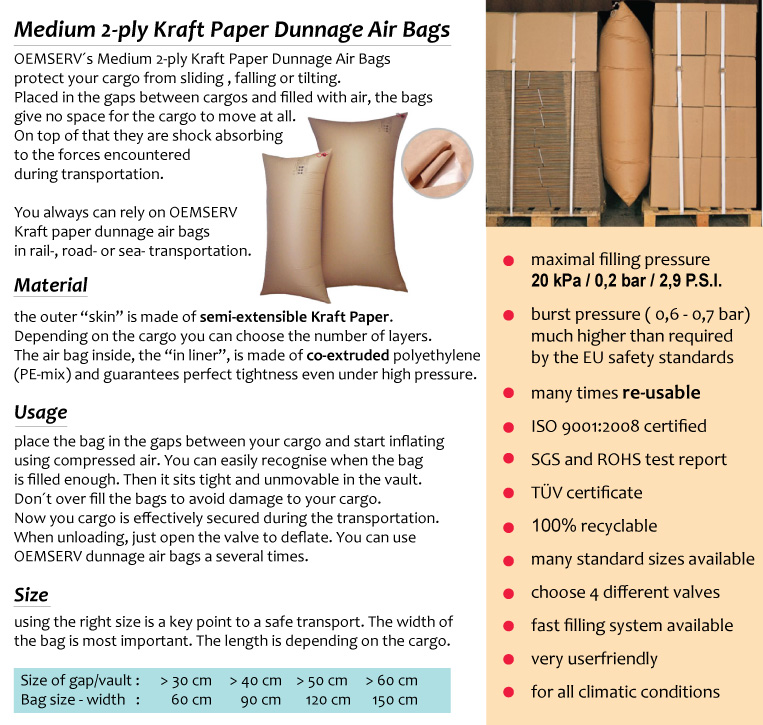 Medium 2-ply Kraft Paper Dunnage Air Bags
OEMSERV´s Medium 2-ply Kraft Paper Dunnage Air Bags
protect your cargo from sliding , falling or tilting.
Placed in the gaps between cargos and filled with air, the bags
give no space for the cargo to move at all.
On top of that they are shock absorbing
to the forces encountered
during transportation.
You always can rely on OEMSERV
Kraft paper dunnage air bags
in rail-, road- or sea- transportation.
Material
the outer “skin” is made of semi-extensible Kraft Paper.
Depending on the cargo you can choose the number of layers.
The air bag inside, the “in liner”, is made of co-extruded polyethylene
(PE-mix) and guarantees perfect tightness even under high pressure.
Usage
place the bag in the gaps between your cargo and start inflating
using compressed air. You can easily recognise when the bag
is filled enough. Then it sits tight and unmovable in the vault.
Don´t over fill the bags to avoid damage to your cargo.
Now you cargo is effectively secured during the transportation.
When unloading, just open the valve to deflate. You can use
OEMSERV dunnage air bags a several times.
Size
using the right size is a key point to a safe transport. The width of
the bag is most important. The length is depending on the cargo.
Size of gap/vault : > 30 cm > 40 cm > 50 cm > 60 cm
Bag size - width : 60 cm 90 cm 120 cm 150 cm
maximal filling pressure
20 kPa / 0,2 bar / 2,9 P.S.I.
burst pressure ( 0,6 - 0,7 bar)
much higher than required
by the EU safety standards
many times re-usable
ISO 9001:2008 certified
SGS and ROHS test report
TÜV certificate
100% recyclable
many standard sizes available
choose 4 different valves
fast filling system available
very userfriendly
for all climatic conditions